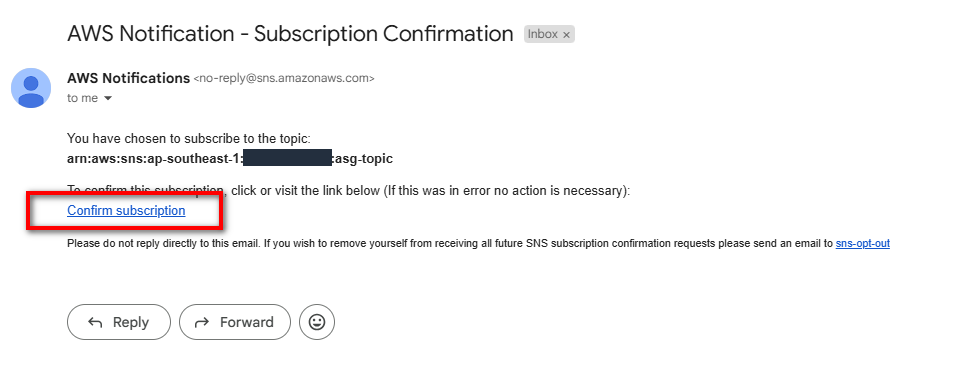 AWS Notification - Subscription Confirmation Inbox ×
AWS Notifications <no-reply@sns.amazonaws.com>
to me
You have chosen to subscribe to the topic:
arn:aws:sns:ap-southeast-1: :asg-topic
To confirm this subscription, click or visit the link below (If this was in error no action is necessary):
Confirm subscription
Please do not reply directly to this email. If you wish to remove yourself from receiving all future SNS subscription confirmation requests please send an email to sns-opt-out
Reply Forward